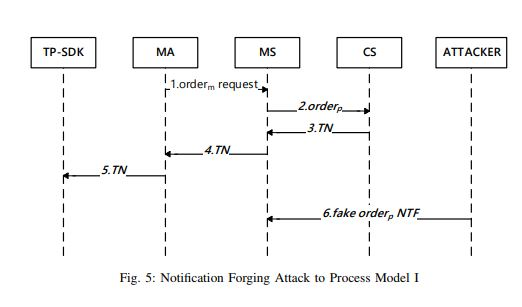 TP-SDK MA MS CS ATTACKER
1.orderm request
2.orderp
3.TN
4.TN
5.TN
6.fake orderp NTF
Fig. 5: Notification Forging Attack to Process Model I